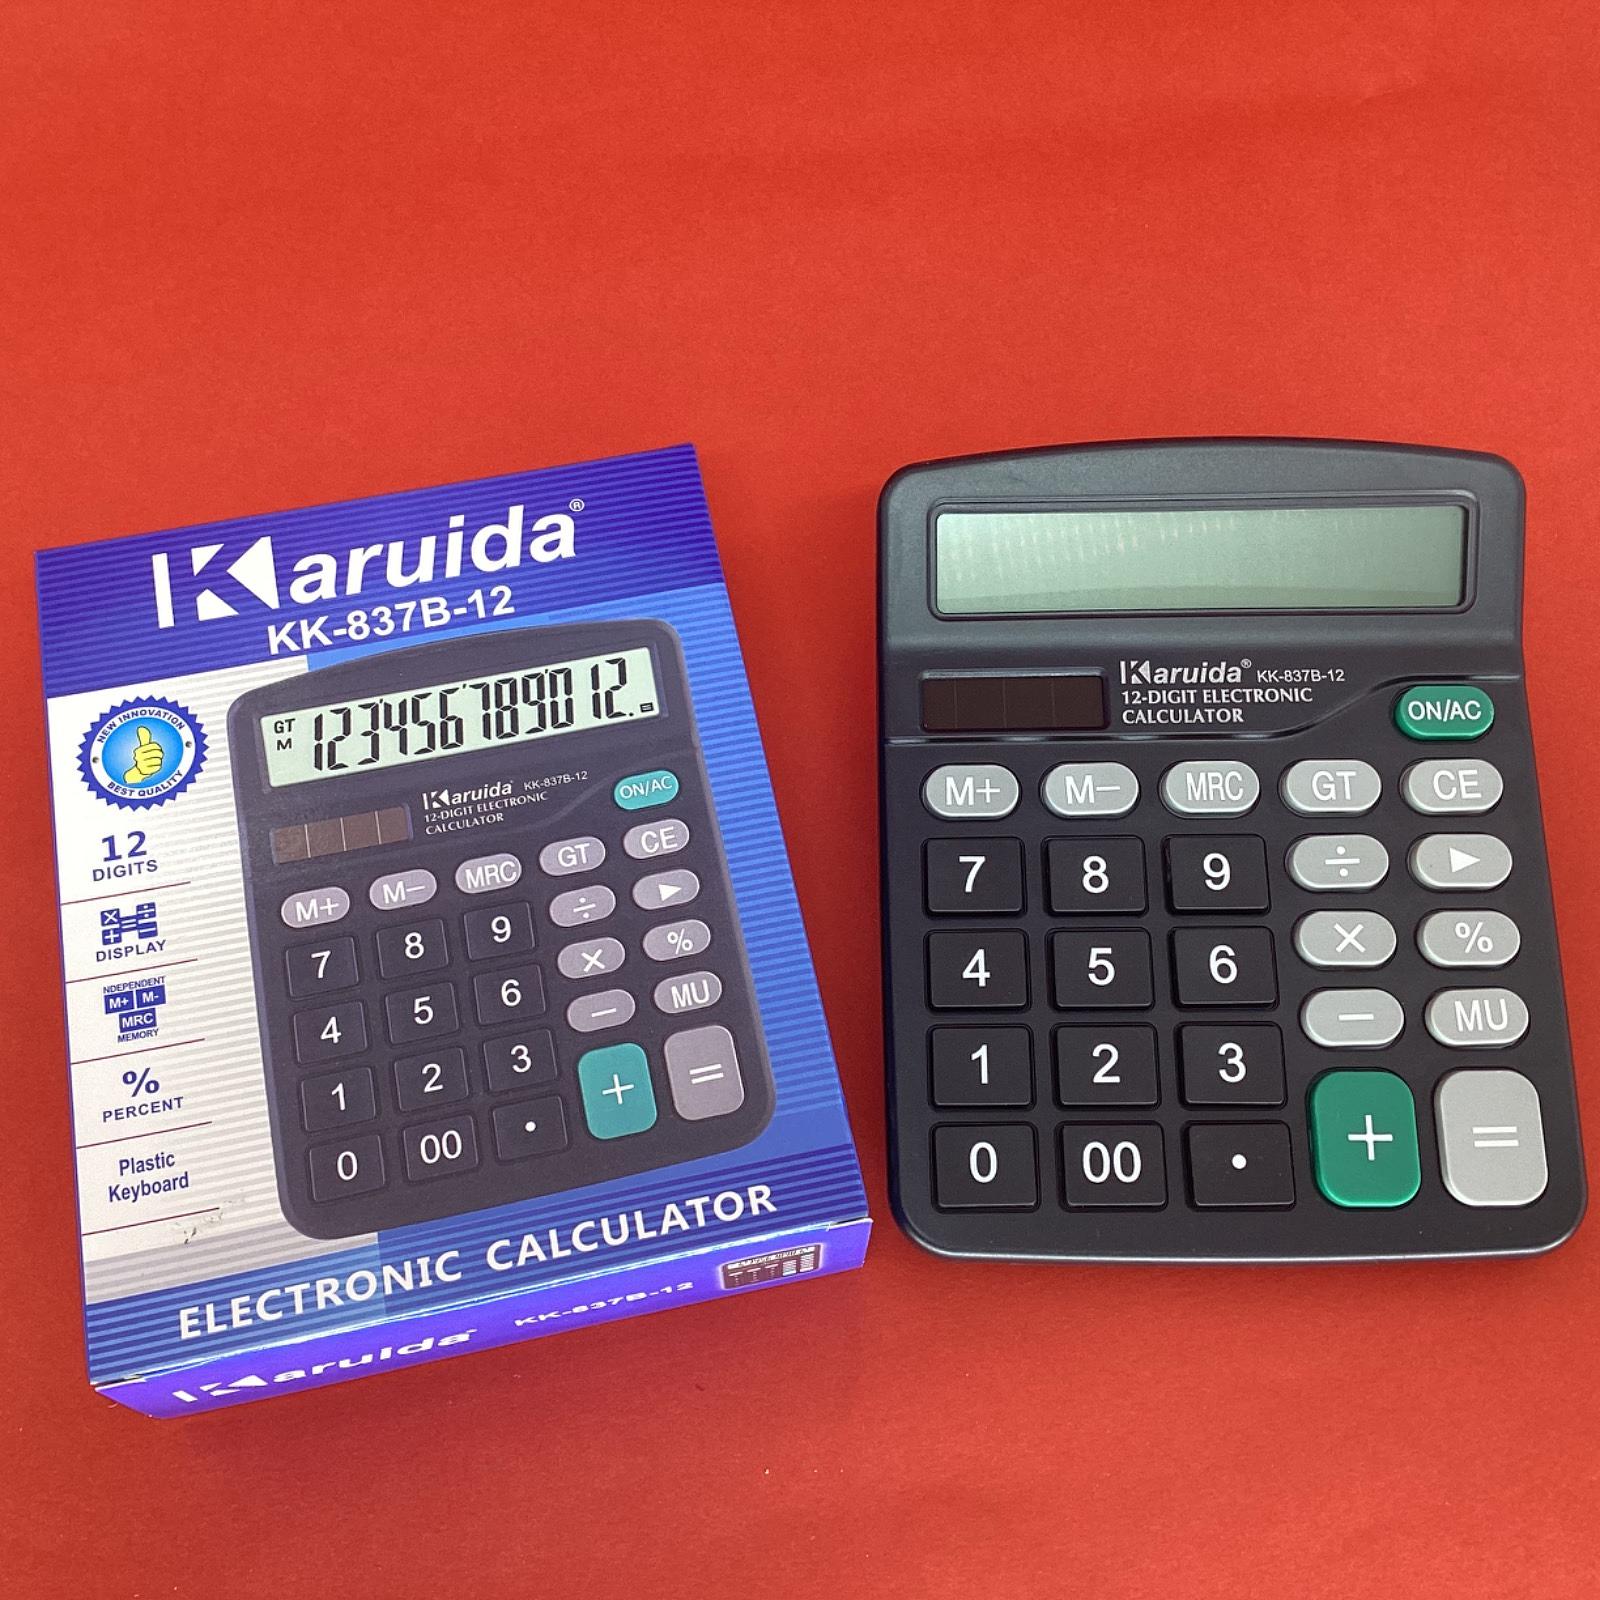 Karuida®
KK-837B-12
NEW INNOVATION
BEST QUALITY
12
DIGITS
DISPLAY
NDEPENDENT
M+ M-
MRC
MEMORY
%
PERCENT
Plastic
Keyboard
GT
M
123456789012.
=
Karuida KK-837B-12
12-DIGIT ELECTRONIC
CALCULATOR
ON/AC
M+ M− MRC GT CE
7 8 9 ÷ ▶
4 5 6 × %
1 2 3 − MU
0 00 . + =
ELECTRONIC CALCULATOR
Karuida KK-837B-12
Karuida® KK-837B-12
12-DIGIT ELECTRONIC
CALCULATOR
ON/AC
M+ M− MRC GT CE
7 8 9 ÷ ▶
4 5 6 × %
1 2 3 − MU
0 00 . + =